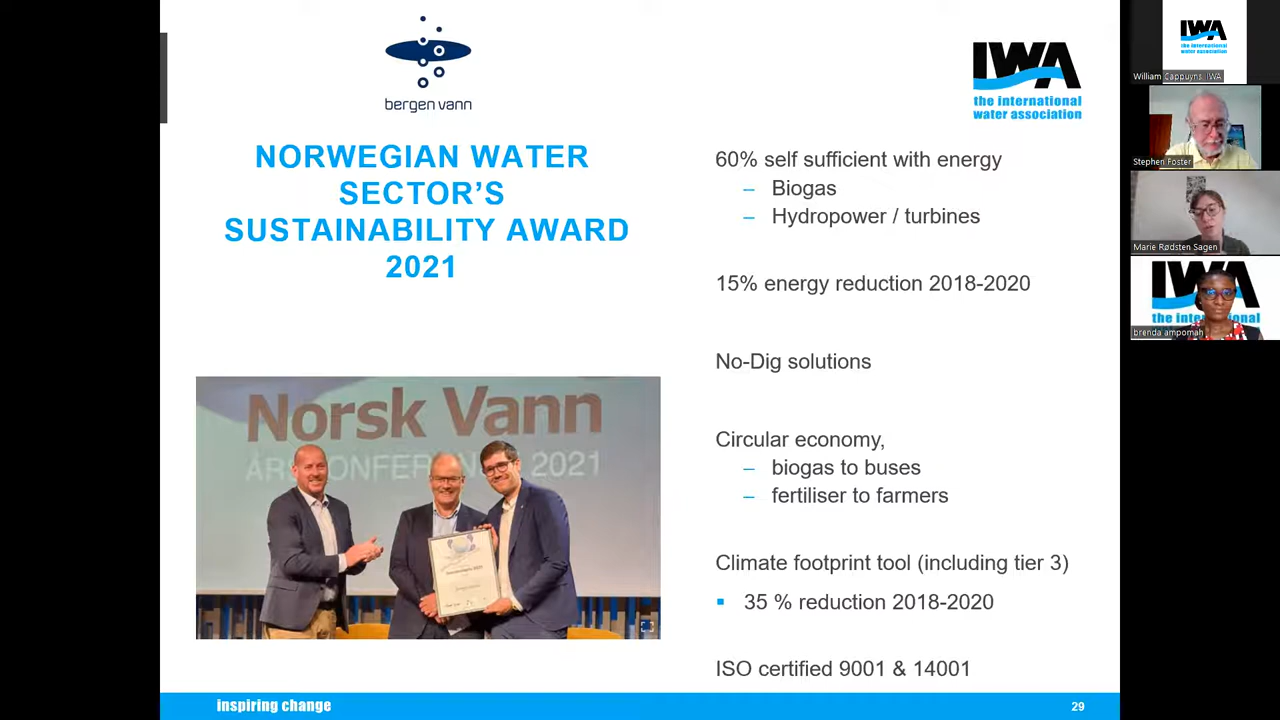 bergen vann
IWA
the international
water association
NORWEGIAN WATER
SECTOR'S
SUSTAINABILITY AWARD
2021
60% self sufficient with energy
– Biogas
– Hydropower / turbines
15% energy reduction 2018-2020
No-Dig solutions
Circular economy,
– biogas to buses
– fertiliser to farmers
Climate footprint tool (including tier 3)
▪ 35 % reduction 2018-2020
ISO certified 9001 & 14001
Norsk Vann
2021
inspiring change
29
IWA
the international
water association
William Cappuyns, IWA
Stephen Foster
Marie Rødsten Sagen
IWA
brenda ampomah